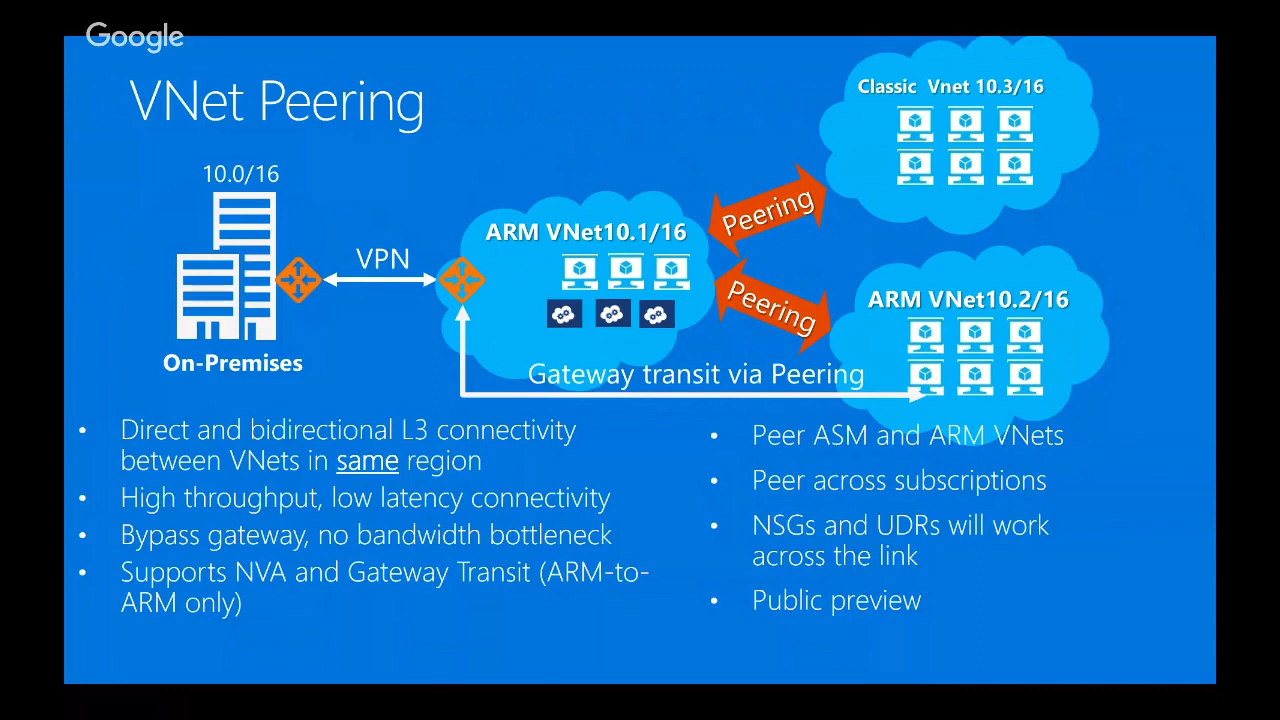 Google
VNet Peering
Classic Vnet 10.3/16
10.0/16
Peering
ARM VNet10.1/16
VPN
Peering
ARM VNet10.2/16
On-Premises
Gateway transit via Peering
• Direct and bidirectional L3 connectivity
between VNets in same region
• High throughput, low latency connectivity
• Bypass gateway, no bandwidth bottleneck
• Supports NVA and Gateway Transit (ARM-to-
ARM only)
• Peer ASM and ARM VNets
• Peer across subscriptions
• NSGs and UDRs will work
across the link
• Public preview